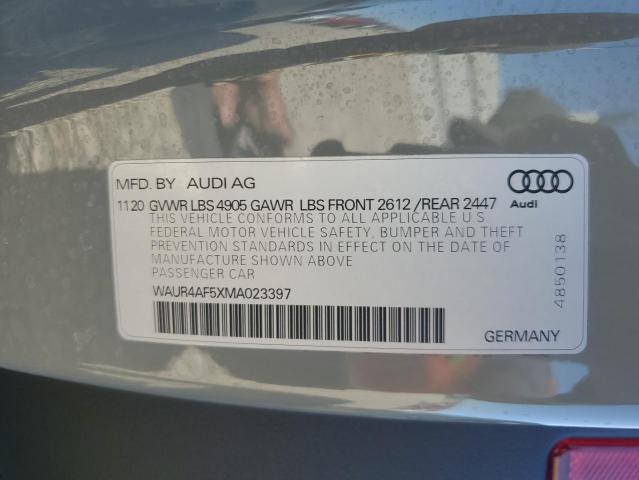 MFD. BY AUDI AG
1120 GVWR LBS 4905 GAWR LBS FRONT 2612 /REAR 2447
Audi
THIS VEHICLE CONFORMS TO ALL APPLICABLE U S
FEDERAL MOTOR VEHICLE SAFETY, BUMPER AND THEFT
PREVENTION STANDARDS IN EFFECT ON THE DATE OF
MANUFACTURE SHOWN ABOVE
PASSENGER CAR
WAUR4AF5XMA023397
4850138
GERMANY